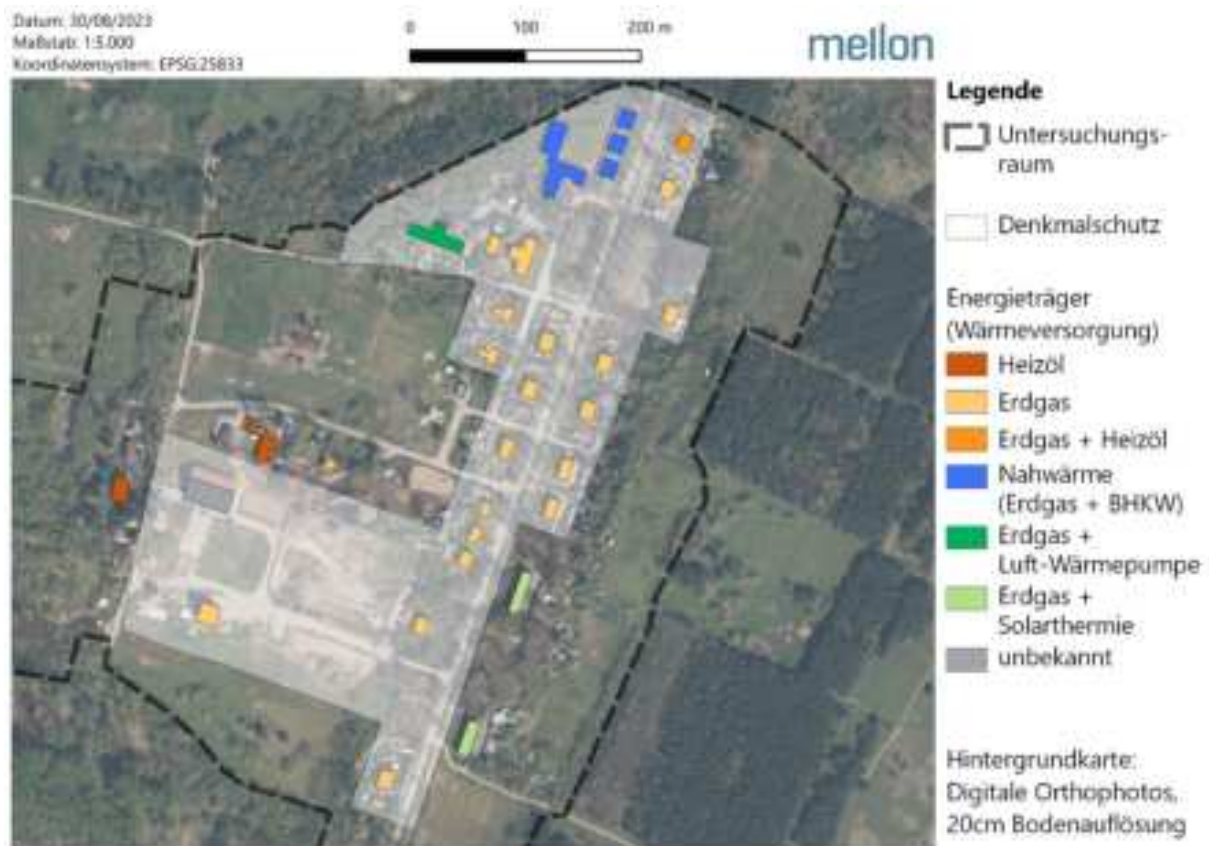 Datum: 30/08/2023
Maßstab: 1:5.000
Koordinatensystem: EPSG:25833
0 100 200 m
mellon
Legende
Untersuchungs-
raum
Denkmalschutz
Energieträger
(Wärmeversorgung)
Heizöl
Erdgas
Erdgas + Heizöl
Nahwärme
(Erdgas + BHKW)
Erdgas +
Luft-Wärmepumpe
Erdgas +
Solarthermie
unbekannt
Hintergrundkarte:
Digitale Orthophotos,
20cm Bodenauflösung